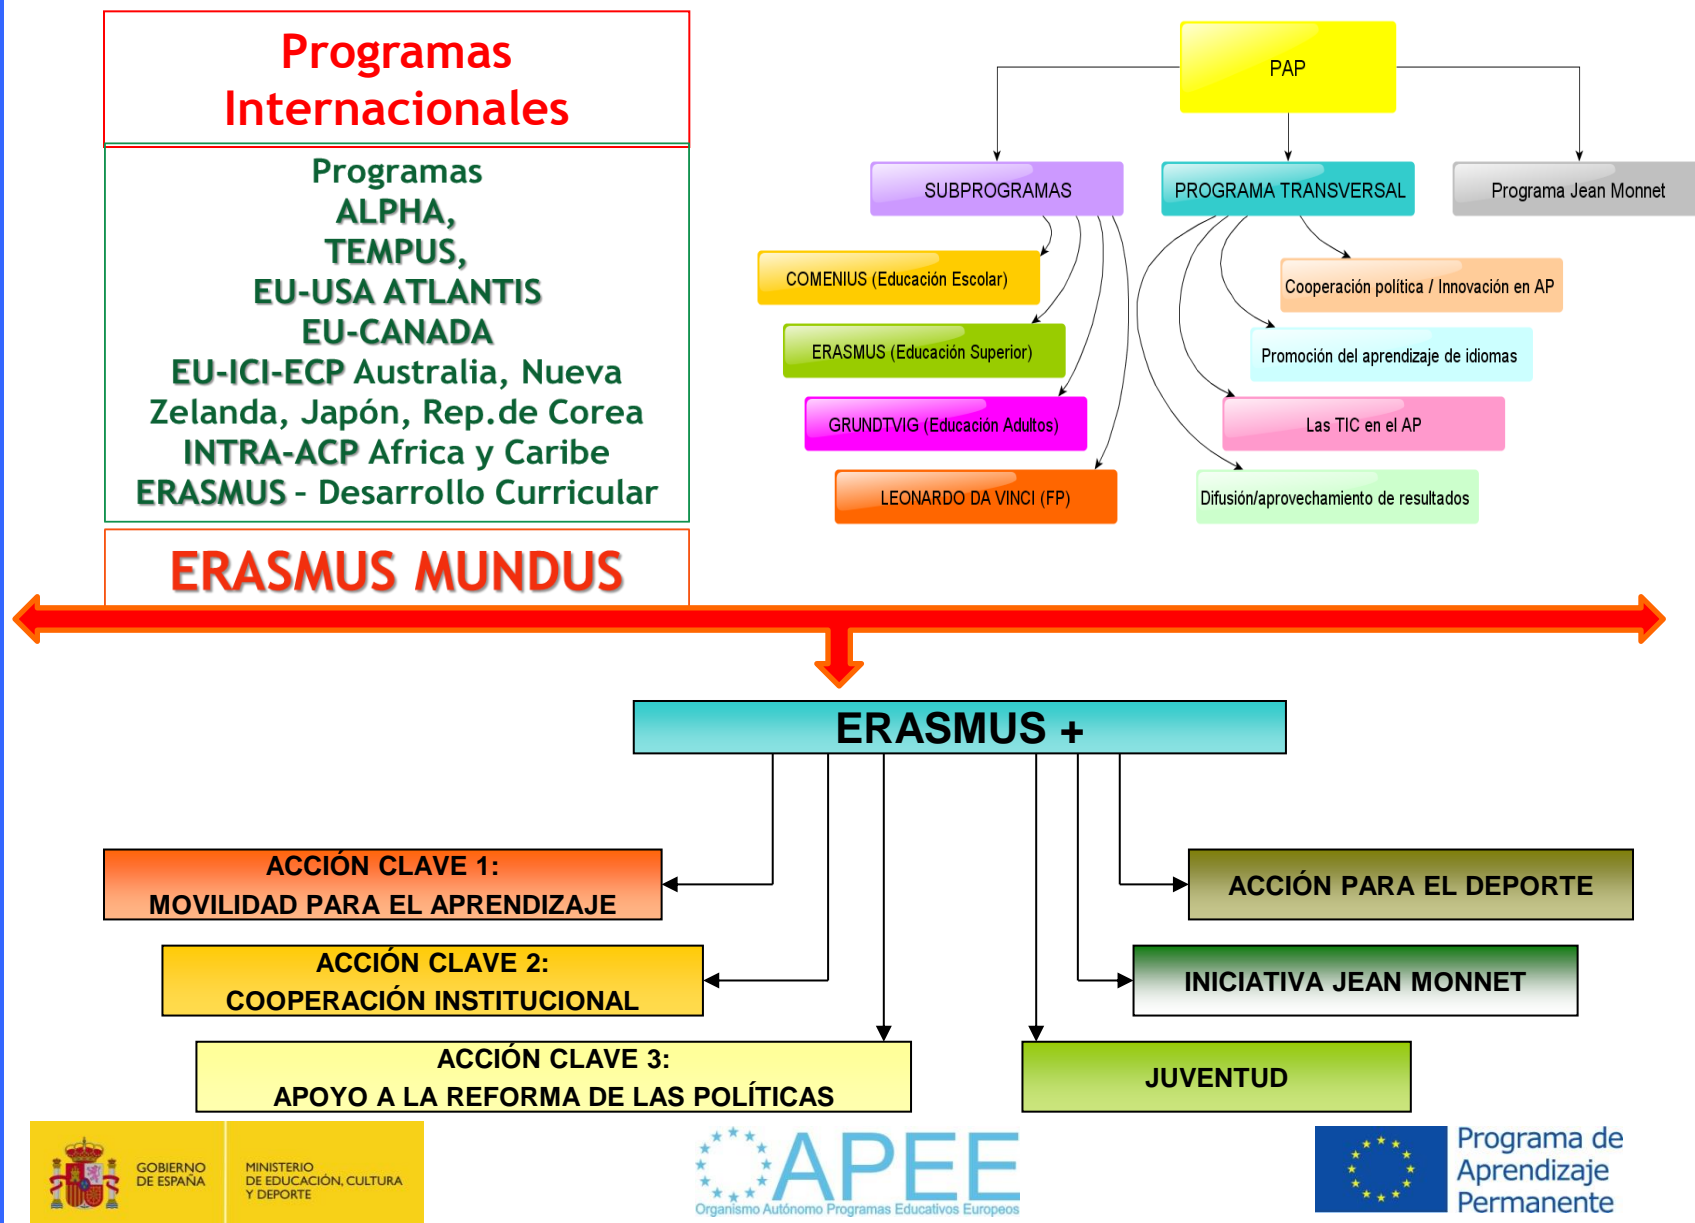 Programas
Internacionales
Programas
ALPHA,
TEMPUS,
EU-USA ATLANTIS
EU-CANADA
EU-ICI-ECP Australia, Nueva
Zelanda, Japón, Rep.de Corea
INTRA-ACP Africa y Caribe
ERASMUS – Desarrollo Curricular
ERASMUS MUNDUS
PAP
SUBPROGRAMAS
PROGRAMA TRANSVERSAL
Programa Jean Monnet
COMENIUS (Educación Escolar)
ERASMUS (Educación Superior)
GRUNDTVIG (Educación Adultos)
LEONARDO DA VINCI (FP)
Cooperación política / Innovación en AP
Promoción del aprendizaje de idiomas
Las TIC en el AP
Difusión/aprovechamiento de resultados
ERASMUS +
ACCIÓN CLAVE 1:
MOVILIDAD PARA EL APRENDIZAJE
ACCIÓN CLAVE 2:
COOPERACIÓN INSTITUCIONAL
ACCIÓN CLAVE 3:
APOYO A LA REFORMA DE LAS POLÍTICAS
ACCIÓN PARA EL DEPORTE
INICIATIVA JEAN MONNET
JUVENTUD
GOBIERNO
DE ESPAÑA
MINISTERIO
DE EDUCACIÓN, CULTURA
Y DEPORTE
OAPEE
Organismo Autónomo Programas Educativos Europeos
Programa de
Aprendizaje
Permanente